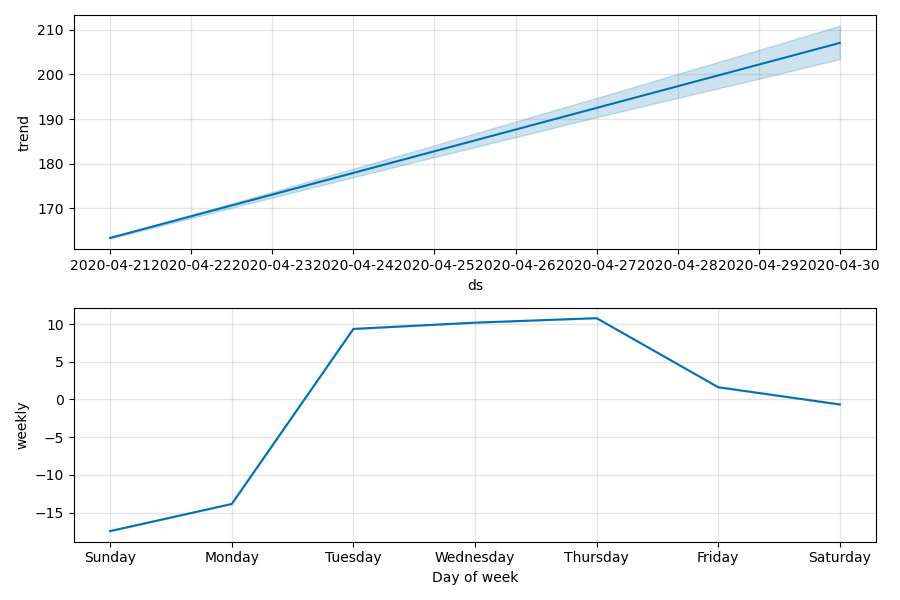 210
200
190
180
170
trend
2020-04-212020-04-222020-04-232020-04-242020-04-252020-04-262020-04-272020-04-282020-04-292020-04-30
ds
10
5
0
−5
−10
−15
weekly
Sunday Monday Tuesday Wednesday Thursday Friday Saturday
Day of week